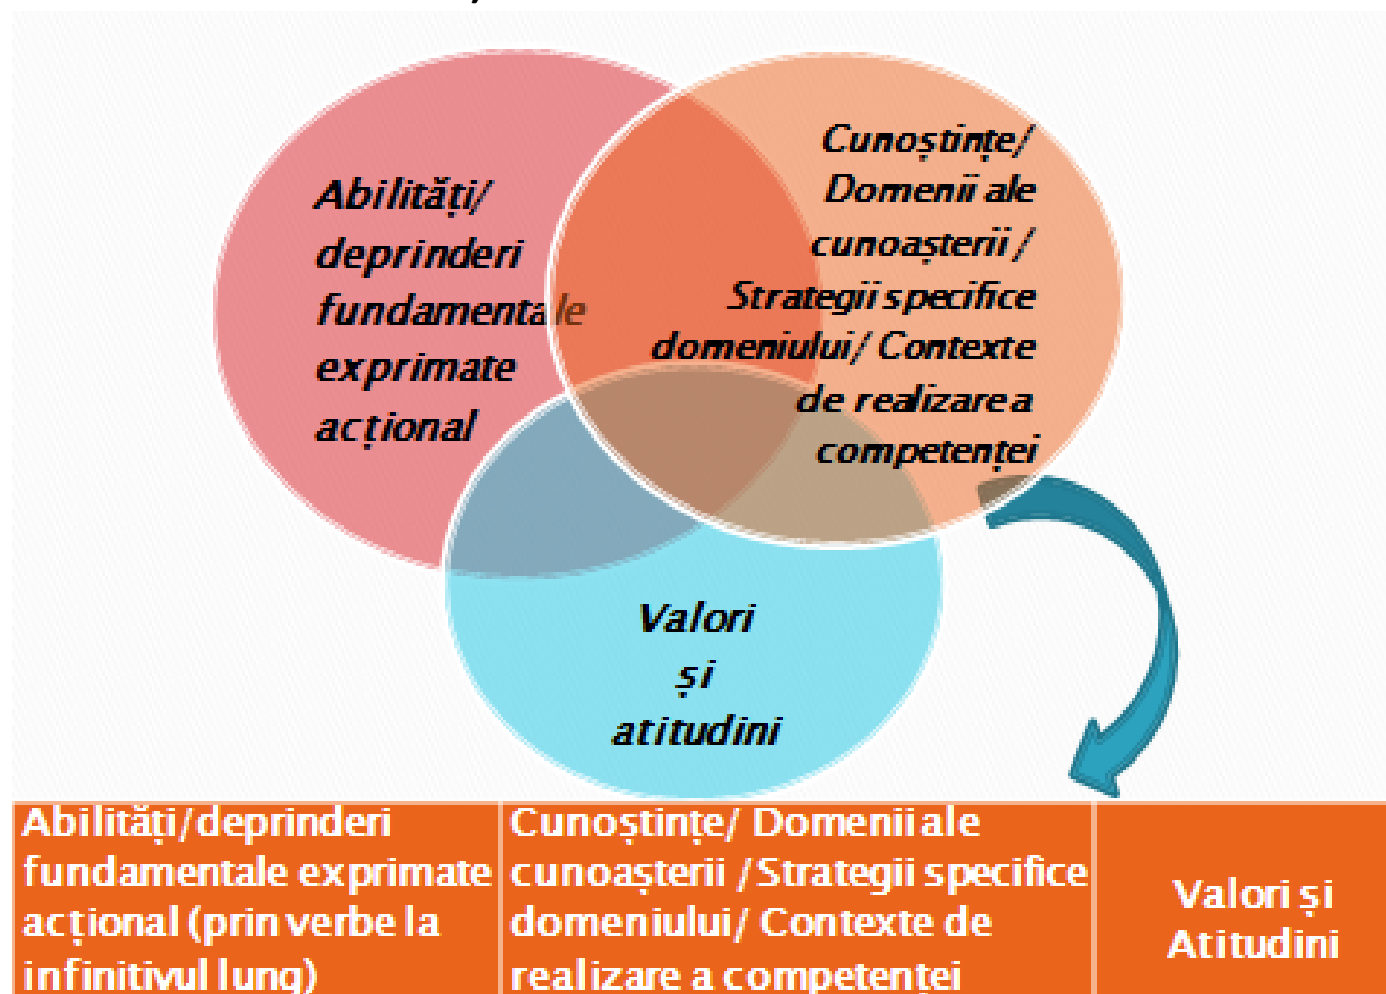 Abilități/
deprinderi
fundamentale
exprimate
acțional
Cunoștințe/
Domenii ale
cunoașterii /
Strategii specifice
domeniului/ Contexte
de realizare a
competenței
Valori
și
atitudini
Abilități/deprinderi
fundamentale exprimate
acțional (prin verbe la
infinitivul lung)
Cunoștințe/ Domenii ale
cunoașterii /Strategii specifice
domeniului/ Contexte de
realizare a competenței
Valori și
Atitudini